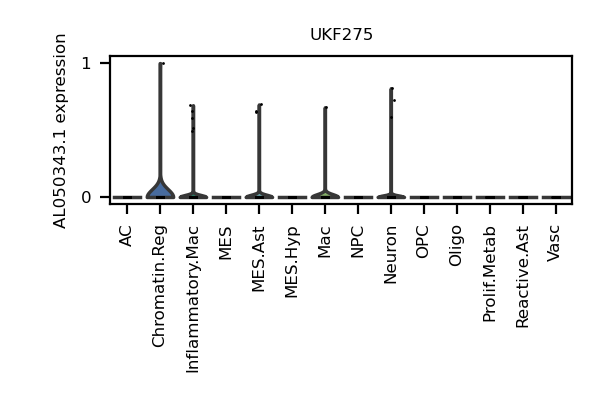 UKF275
AL050343.1 expression
1
0
AC
Chromatin.Reg
Inflammatory.Mac
MES
MES.Ast
MES.Hyp
Mac
NPC
Neuron
OPC
Oligo
Prolif.Metab
Reactive.Ast
Vasc